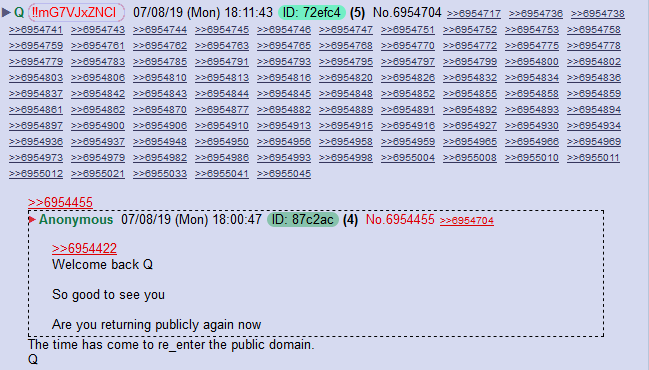 Q !!mG7VJxZNCI 07/08/19 (Mon) 18:11:43 ID: 72efc4 (5) No.6954704 >>6954717 >>6954736 >>6954738
>>6954741 >>6954743 >>6954744 >>6954745 >>6954746 >>6954747 >>6954751 >>6954752 >>6954753 >>6954758
>>6954759 >>6954761 >>6954762 >>6954763 >>6954765 >>6954768 >>6954770 >>6954772 >>6954775 >>6954778
>>6954779 >>6954783 >>6954785 >>6954791 >>6954793 >>6954795 >>6954797 >>6954799 >>6954800 >>6954802
>>6954803 >>6954806 >>6954810 >>6954813 >>6954816 >>6954820 >>6954826 >>6954832 >>6954834 >>6954836
>>6954837 >>6954842 >>6954843 >>6954844 >>6954848 >>6954852 >>6954855 >>6954858 >>6954859
>>6954861 >>6954862 >>6954870 >>6954877 >>6954882 >>6954889 >>6954891 >>6954892 >>6954893 >>6954894
>>6954897 >>6954900 >>6954906 >>6954910 >>6954913 >>6954915 >>6954916 >>6954927 >>6954930 >>6954934
>>6954936 >>6954937 >>6954948 >>6954950 >>6954956 >>6954958 >>6954959 >>6954965 >>6954966 >>6954969
>>6954973 >>6954979 >>6954982 >>6954986 >>6954993 >>6954998 >>6955004 >>6955008 >>6955010 >>6955011
>>6955012 >>6955021 >>6955033 >>6955041 >>6955045
>>6954455
Anonymous 07/08/19 (Mon) 18:00:47 ID: 87c2ac (4) No.6954455 >>6954704
>>6954422
Welcome back Q
So good to see you
Are you returning publicly again now
The time has come to re_enter the public domain.
Q